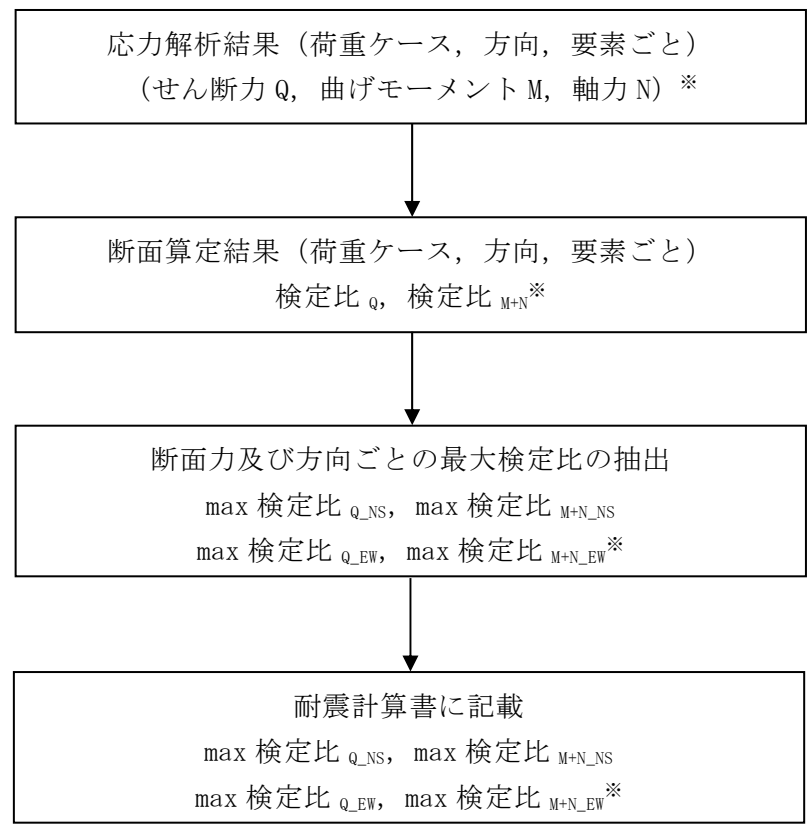 応力解析結果（荷重ケース，方向，要素ごと）
（せん断力 Q，曲げモーメント M，軸力 N）※
断面算定結果（荷重ケース，方向，要素ごと）
検定比 Q，検定比 M+N※
断面力及び方向ごとの最大検定比の抽出
max 検定比 Q_NS，max 検定比 M+N_NS
max 検定比 Q_EW，max 検定比 M+N_EW※
耐震計算書に記載
max 検定比 Q_NS，max 検定比 M+N_NS
max 検定比 Q_EW，max 検定比 M+N_EW※